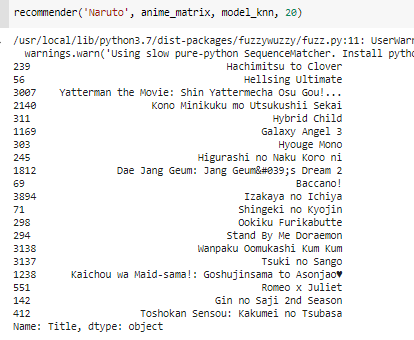 recommender('Naruto', anime_matrix, model_knn, 20)
/usr/local/lib/python3.7/dist-packages/fuzzywuzzy/fuzz.py:11: UserWarn
warnings.warn('Using slow pure-python SequenceMatcher. Install pytho
239 Hachimitsu to Clover
56 Hellsing Ultimate
3007 Yatterman the Movie: Shin Yattermecha Osu Gou!...
2140 Kono Minikuku mo Utsukushii Sekai
311 Hybrid Child
1169 Galaxy Angel 3
303 Hyouge Mono
245 Higurashi no Naku Koro ni
1812 Dae Jang Geum: Jang Geum&#039;s Dream 2
69 Baccano!
3894 Izakaya no Ichiya
71 Shingeki no Kyojin
298 Ookiku Furikabutte
294 Stand By Me Doraemon
3138 Wanpaku Oomukashi Kum Kum
3137 Tsuki no Sango
1238 Kaichou wa Maid-sama!: Goshujinsama to Asonjao♥
551 Romeo x Juliet
142 Gin no Saji 2nd Season
412 Toshokan Sensou: Kakumei no Tsubasa
Name: Title, dtype: object